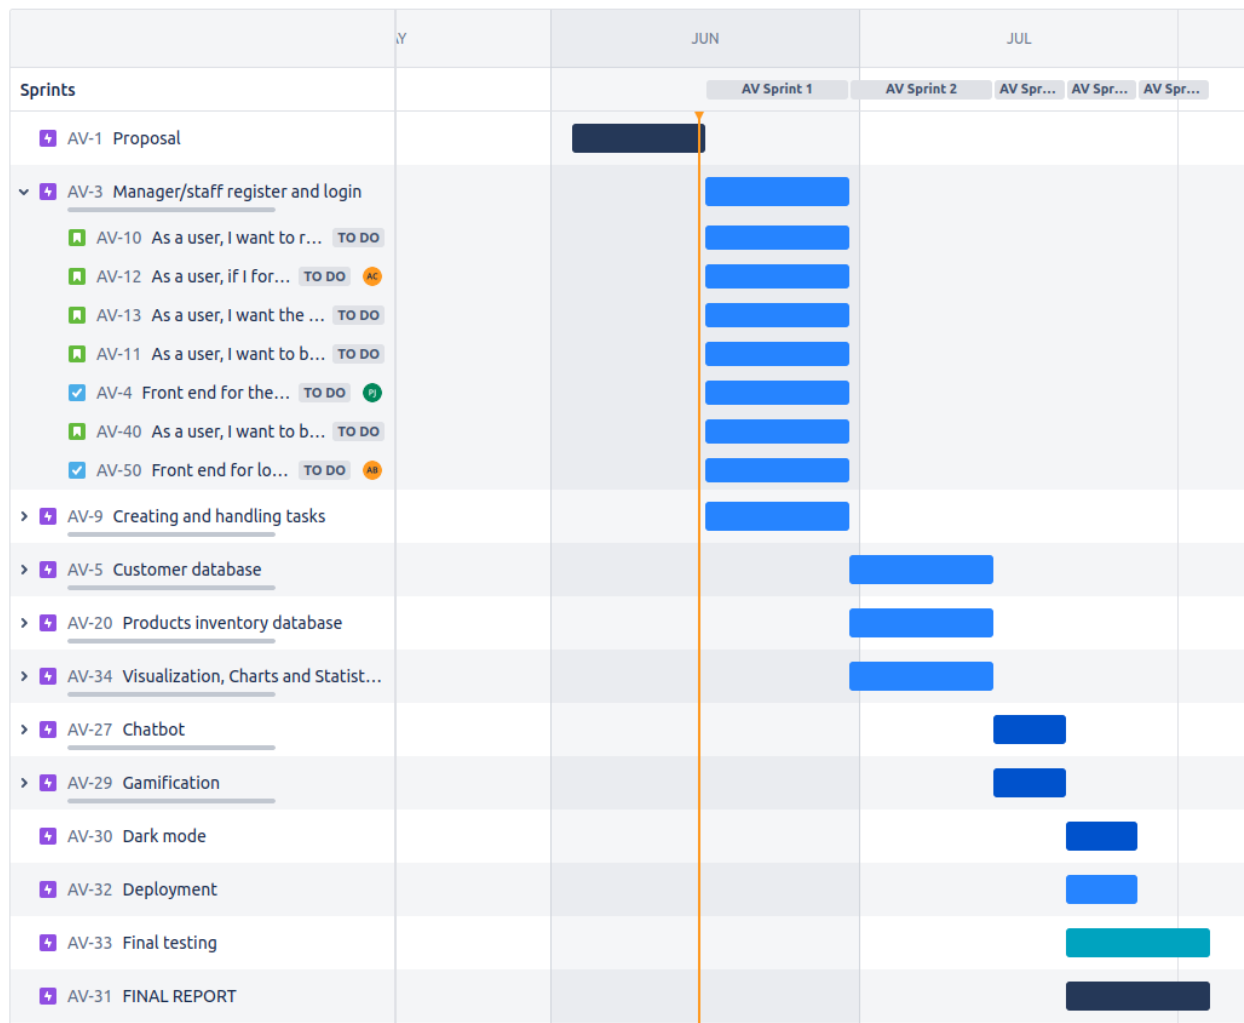 JUN
JUL
Sprints
AV Sprint 1
AV Sprint 2
AV Spr...
AV Spr...
AV Spr...
AV-1 Proposal
AV-3 Manager/staff register and login
AV-10 As a user, I want to r... TO DO
AV-12 As a user, if I for... TO DO AC
AV-13 As a user, I want the ... TO DO
AV-11 As a user, I want to b... TO DO
AV-4 Front end for the... TO DO PJ
AV-40 As a user, I want to b... TO DO
AV-50 Front end for lo... TO DO AB
AV-9 Creating and handling tasks
AV-5 Customer database
AV-20 Products inventory database
AV-34 Visualization, Charts and Statist...
AV-27 Chatbot
AV-29 Gamification
AV-30 Dark mode
AV-32 Deployment
AV-33 Final testing
AV-31 FINAL REPORT